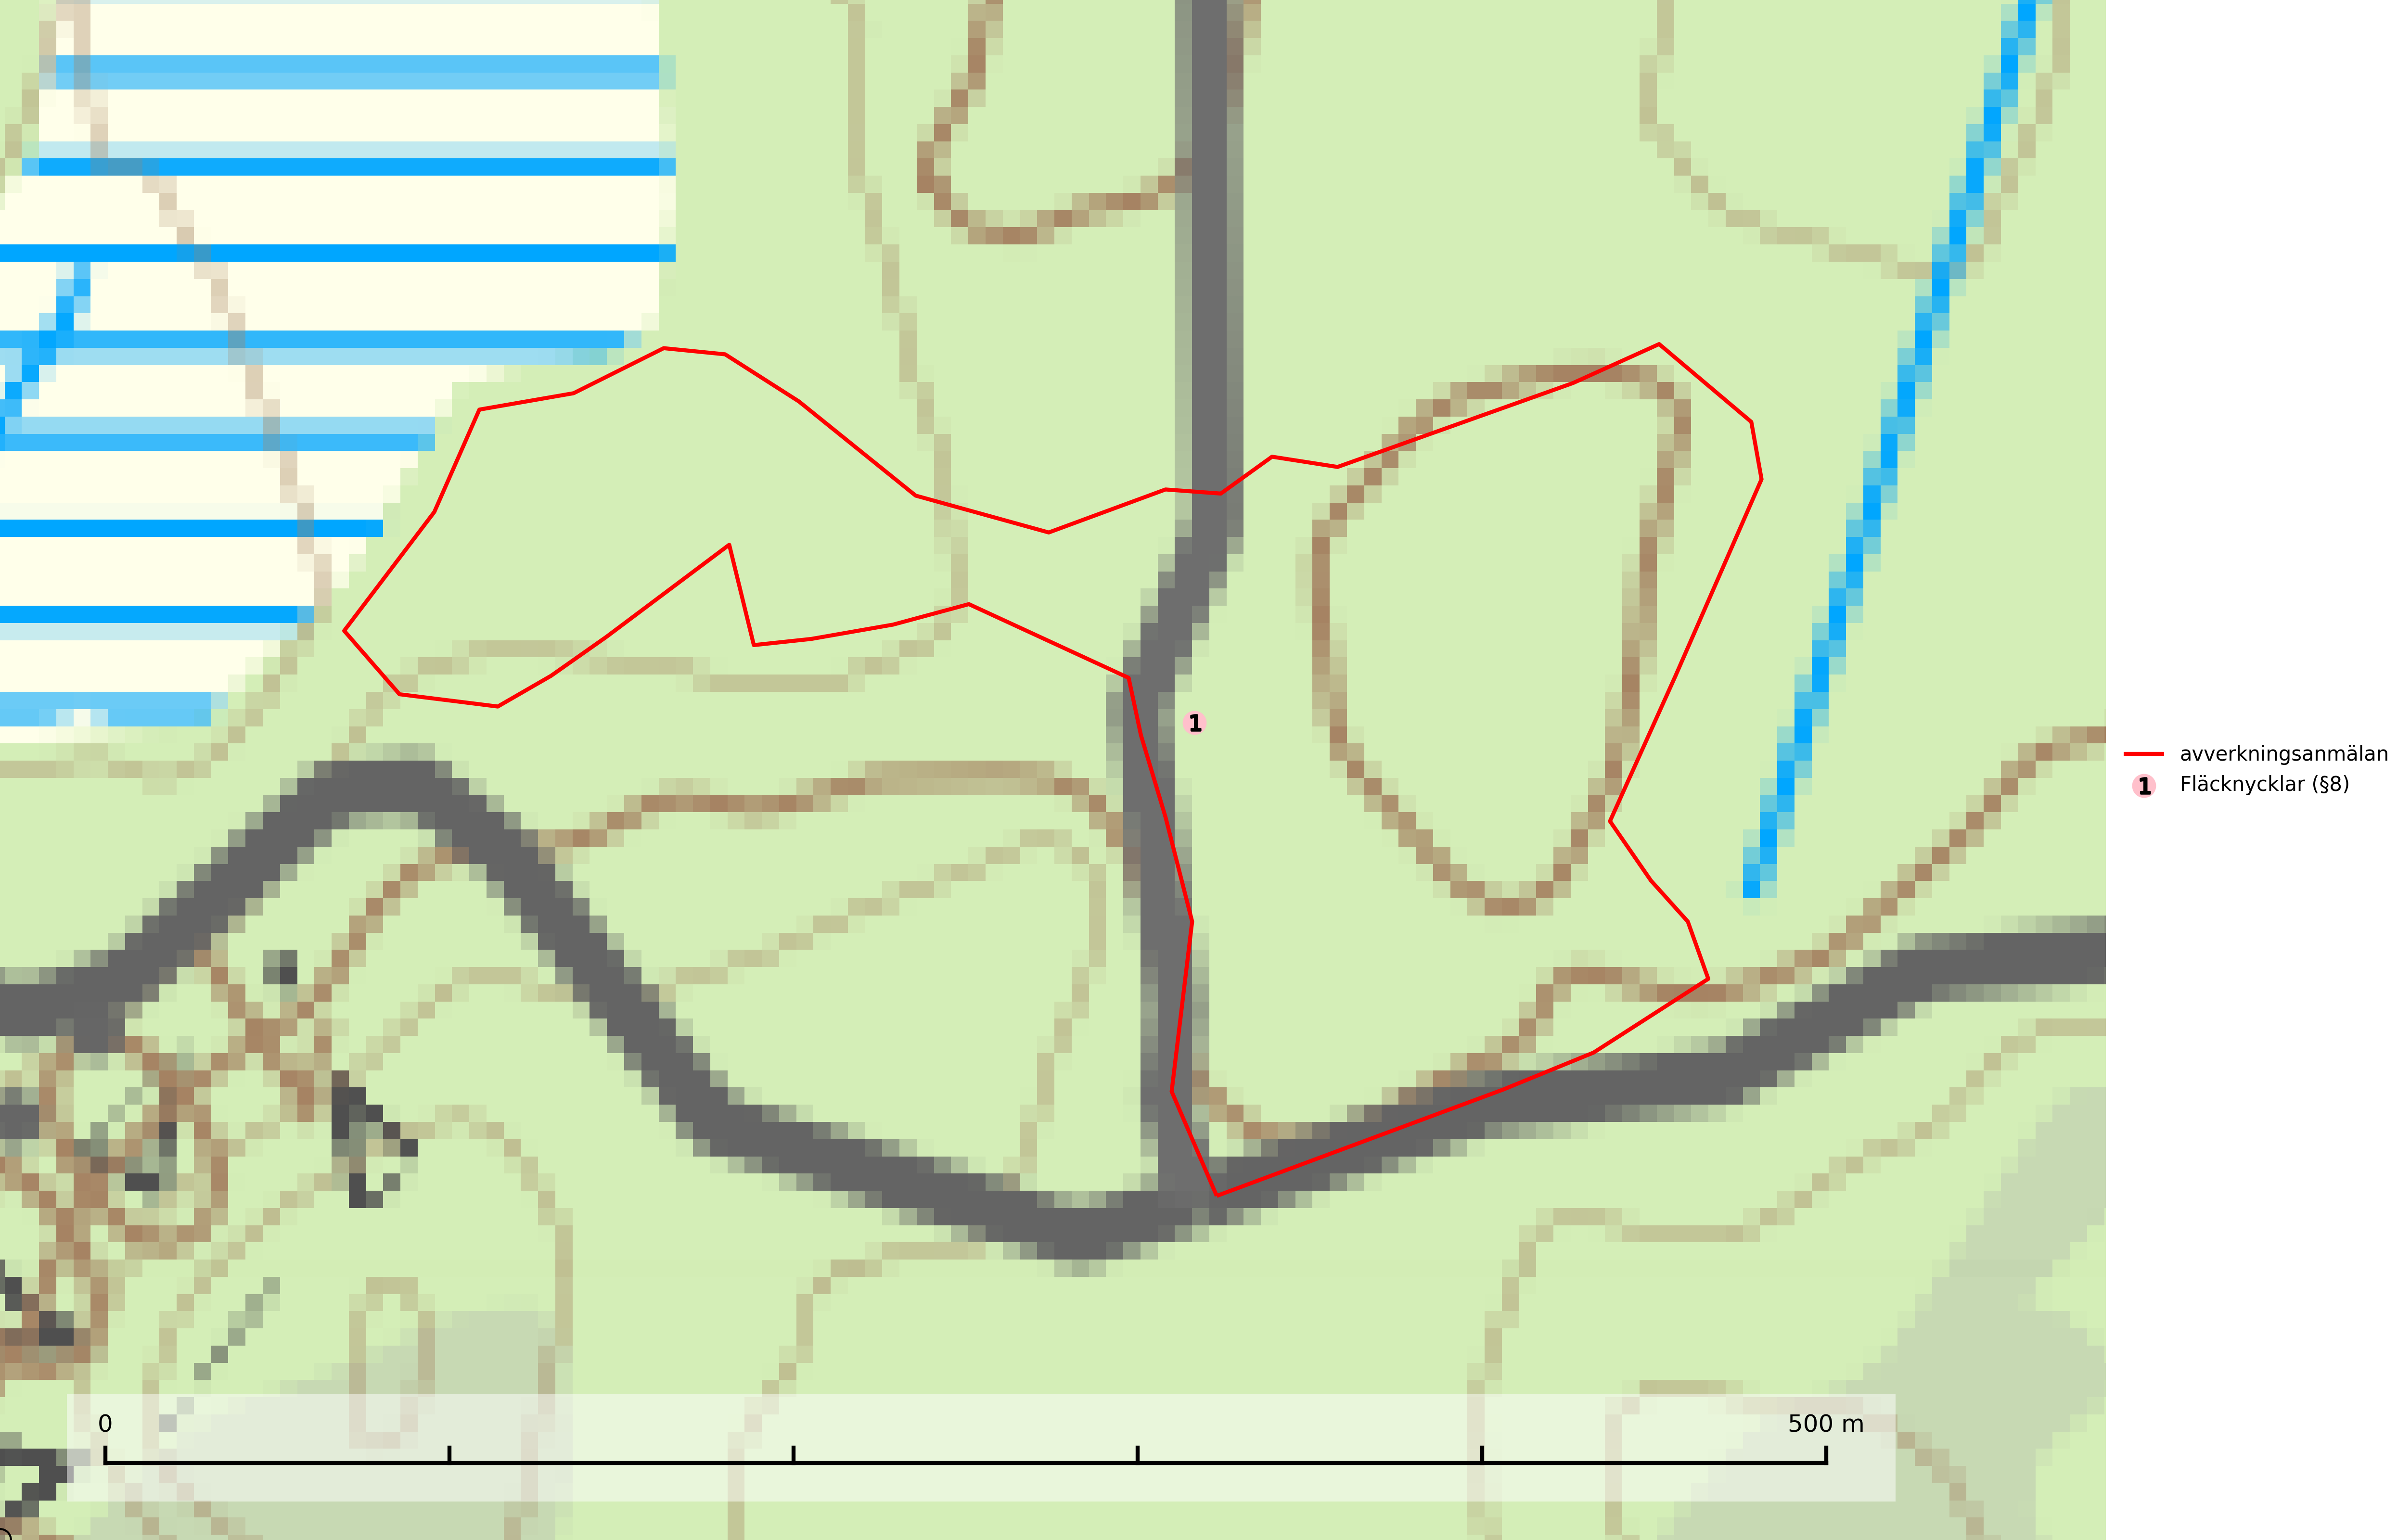 1
avverkningsanmälan
1 Fläcknycklar (§8)
0 500 m